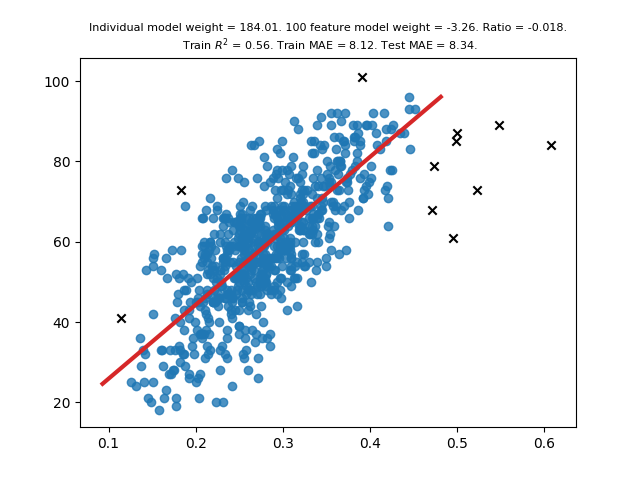 Individual model weight = 184.01. 100 feature model weight = -3.26. Ratio = -0.018.
Train R² = 0.56. Train MAE = 8.12. Test MAE = 8.34.
100
80
60
40
20
0.1 0.2 0.3 0.4 0.5 0.6